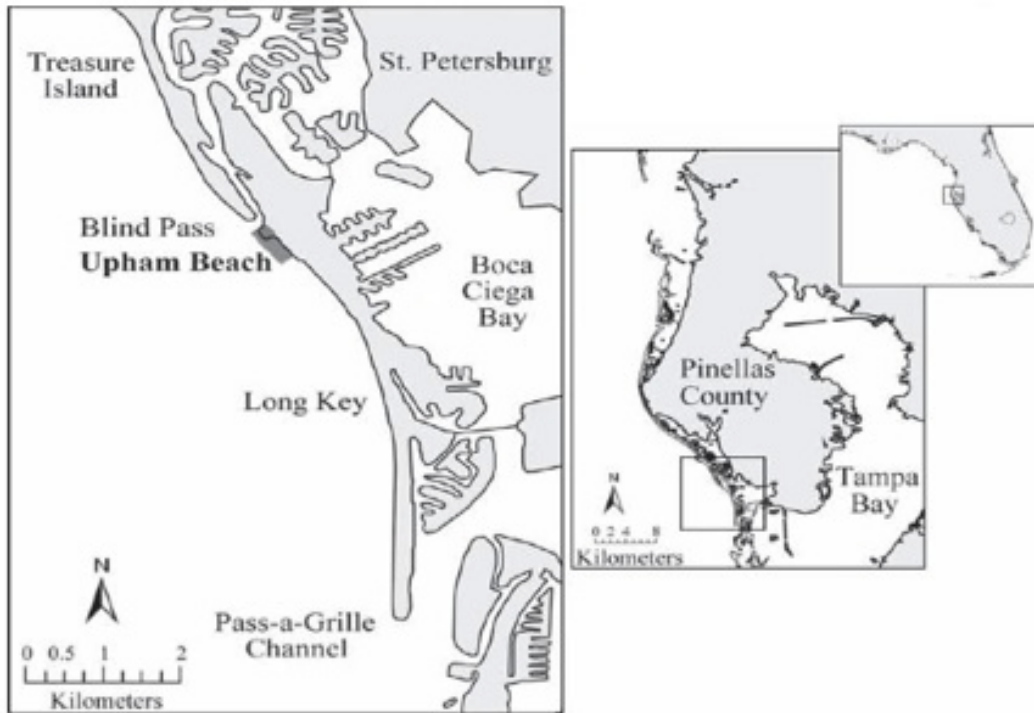 Treasure
Island
St. Petersburg
Blind Pass
Upham Beach
Boca
Ciega
Bay
Long Key
Pass-a-Grille
Channel
N
0 0.5 1 2
Kilometers
Pinellas
County
Tampa
Bay
N
0 2 4 8
Kilometers